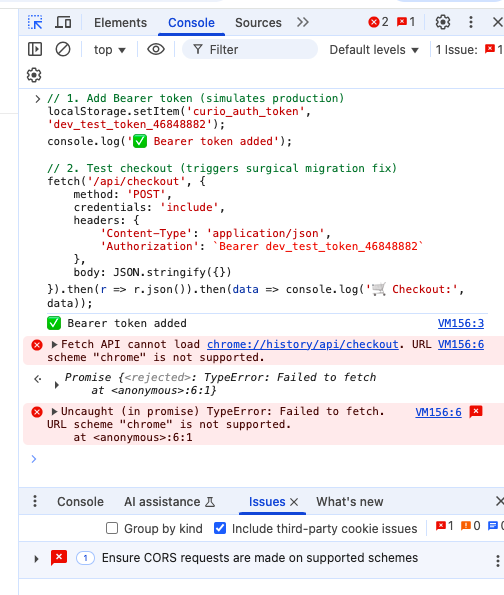 Elements Console Sources 2 1
top Filter Default levels 1 Issue: 1
// 1. Add Bearer token (simulates production)
localStorage.setItem('curio_auth_token',
'dev_test_token_46848882');
console.log('✅ Bearer token added');
// 2. Test checkout (triggers surgical migration fix)
fetch('/api/checkout', {
method: 'POST',
credentials: 'include',
headers: {
'Content-Type': 'application/json',
'Authorization': `Bearer dev_test_token_46848882`
},
body: JSON.stringify({})
}).then(r => r.json()).then(data => console.log('🛒 Checkout:',
data));
✅ Bearer token added VM156:3
Fetch API cannot load chrome://history/api/checkout. URL VM156:6
scheme "chrome" is not supported.
Promise {<rejected>: TypeError: Failed to fetch
at <anonymous>:6:1}
Uncaught (in promise) TypeError: Failed to fetch. VM156:6
URL scheme "chrome" is not supported.
at <anonymous>:6:1
Console AI assistance Issues What's new
Group by kind Include third-party cookie issues 1 0 0
1 Ensure CORS requests are made on supported schemes